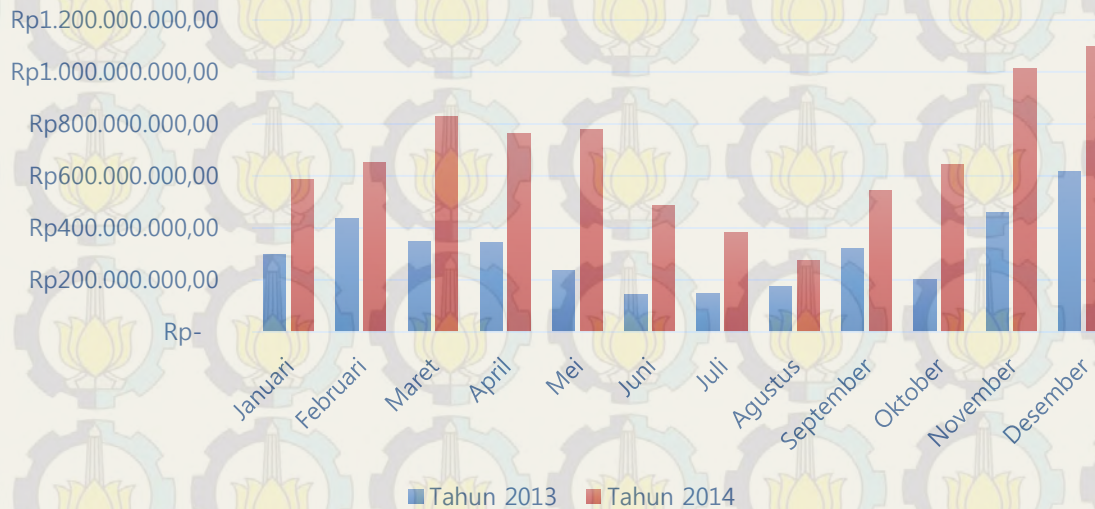 Rp1.200.000.000,00
Rp1.000.000.000,00
Rp800.000.000,00
Rp600.000.000,00
Rp400.000.000,00
Rp200.000.000,00
Rp-
Januari
Februari
Maret
April
Mei
Juni
Juli
Agustus
September
Oktober
November
Desember
Tahun 2013 Tahun 2014